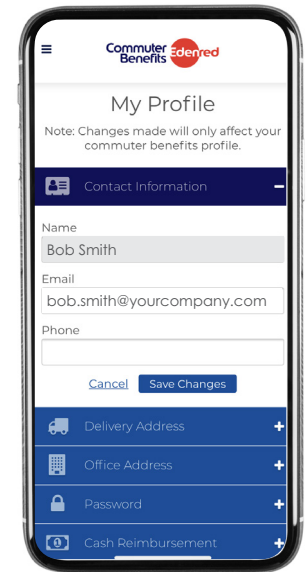 Commuter
Benefits Edenred
My Profile
Note: Changes made will only affect your
commuter benefits profile.
Contact Information
Name
Bob Smith
Email
bob.smith@yourcompany.com
Phone
Cancel Save Changes
Delivery Address
Office Address
Password
Cash Reimbursement